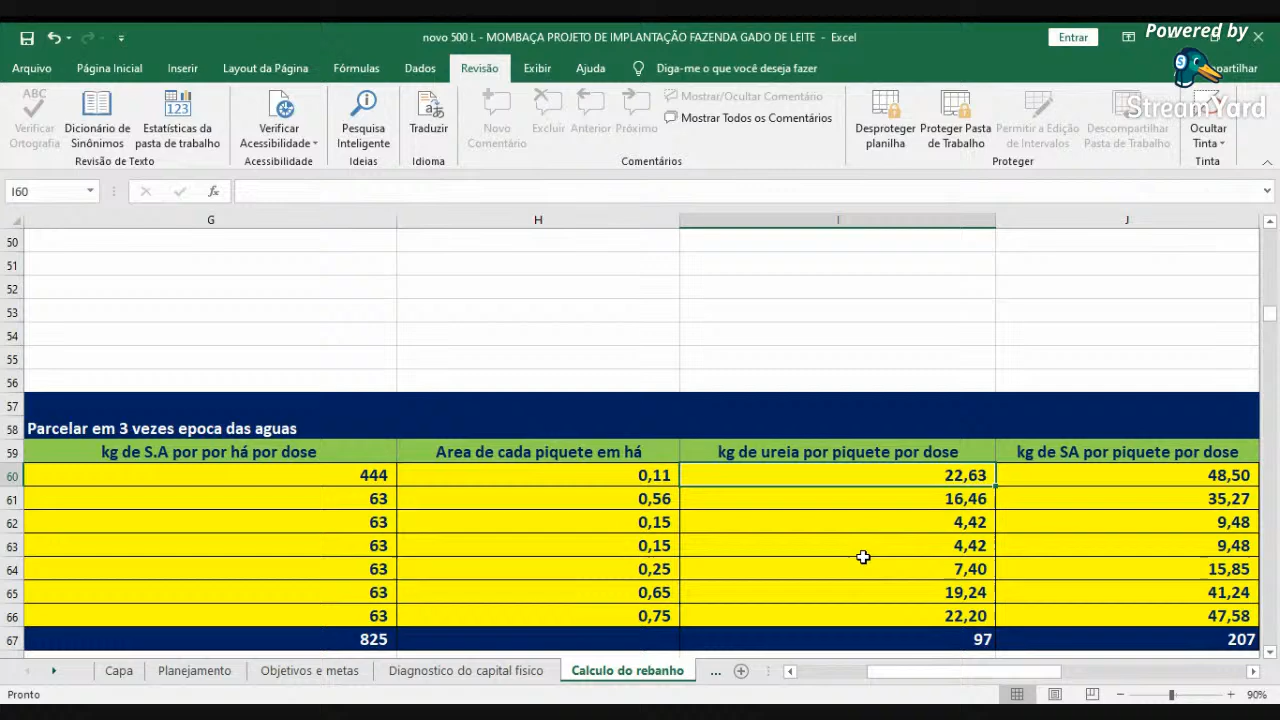 novo 500 L - MOMBAÇA PROJETO DE IMPLANTAÇÃO FAZENDA GADO DE LEITE - Excel
Entrar
Powered by
StreamYard
Arquivo Página Inicial Inserir Layout da Página Fórmulas Dados Revisão Exibir Ajuda Diga-me o que você deseja fazer
Verificar Ortografia
Dicionário de Sinônimos
Estatísticas da pasta de trabalho
Verificar Acessibilidade
Pesquisa Inteligente
Traduzir
Novo Comentário
Excluir
Anterior
Próximo
Mostrar/Ocultar Comentário
Mostrar Todos os Comentários
Desproteger planilha
Proteger Pasta de Trabalho
Permitir a Edição de Intervalos
Descompartilhar Pasta de Trabalho
Ocultar Tinta
Revisão de Texto Acessibilidade Ideias Idioma Comentários Proteger Tinta
I60 fx
G H I J
50
51
52
53
54
55
56
57
58 Parcelar em 3 vezes epoca das aguas
59 kg de S.A por por há por dose Area de cada piquete em há kg de ureia por piquete por dose kg de SA por piquete por dose
60 444 0,11 22,63 48,50
61 63 0,56 16,46 35,27
62 63 0,15 4,42 9,48
63 63 0,15 4,42 9,48
64 63 0,25 7,40 15,85
65 63 0,65 19,24 41,24
66 63 0,75 22,20 47,58
67 825 97 207
Capa Planejamento Objetivos e metas Diagnostico do capital fisico Calculo do rebanho ...
Pronto 90%